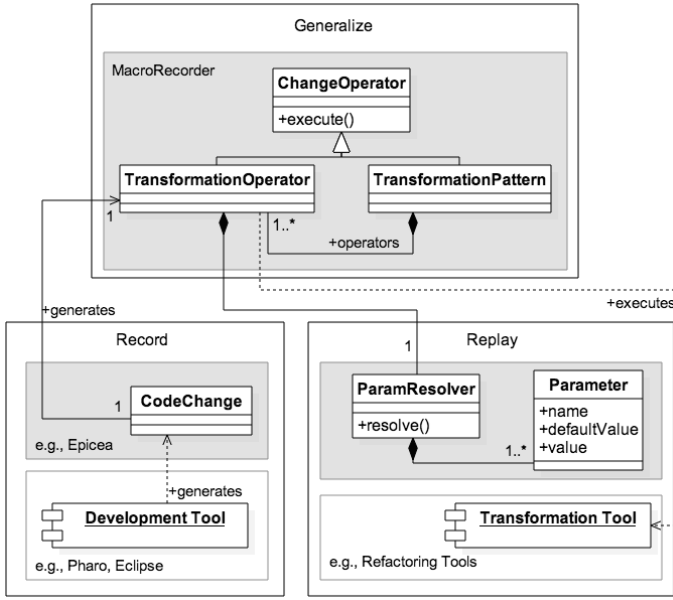 Generalize
MacroRecorder
ChangeOperator
+execute()
TransformationOperator
TransformationPattern
1
1..*
+operators
+generates
+executes
Record
Replay
1
CodeChange
1
ParamResolver
+resolve()
Parameter
+name
+defaultValue
+value
1..*
e.g., Epicea
+generates
Development Tool
e.g., Pharo, Eclipse
Transformation Tool
e.g., Refactoring Tools